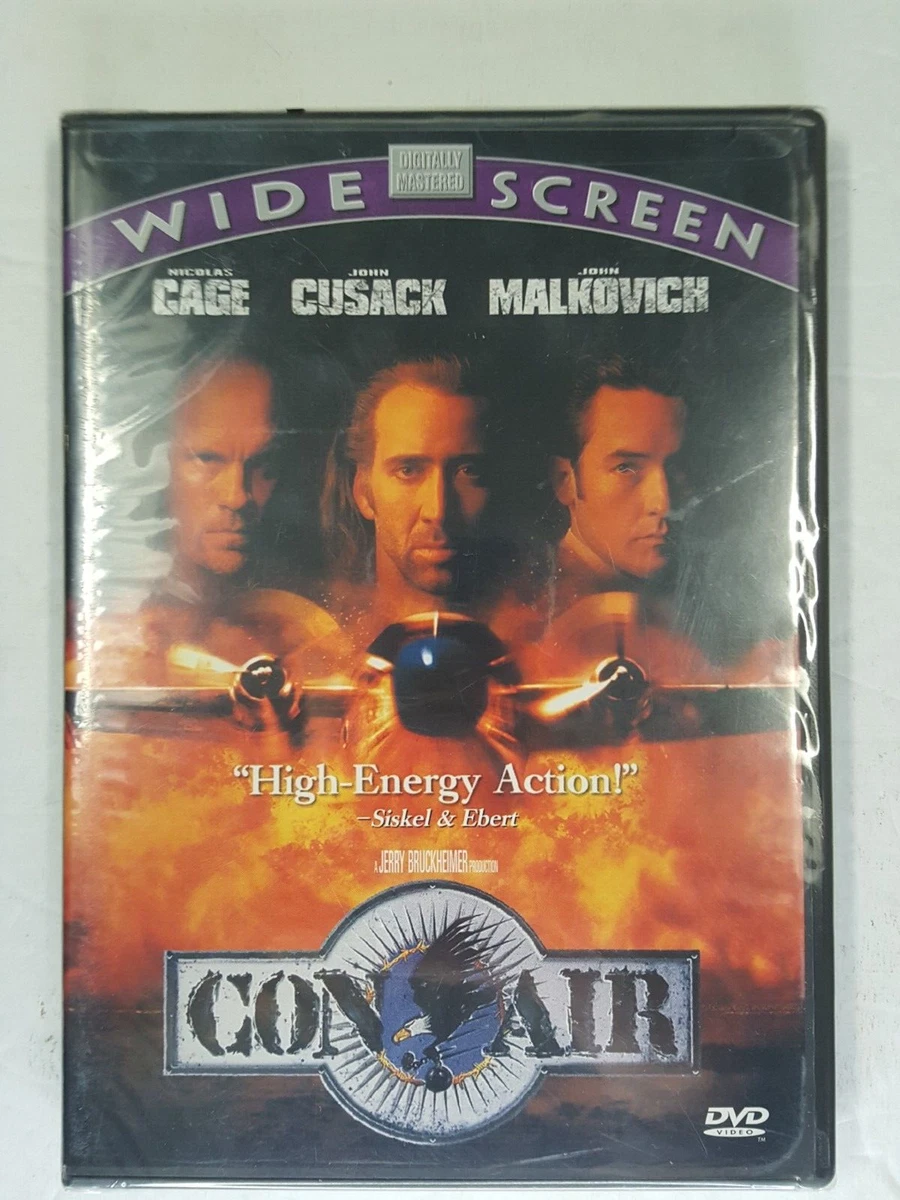 DIGITALLY
MASTERED
WIDE SCREEN
NICOLAS JOHN JOHN
CAGE CUSACK MALKOVICH
“High-Energy Action!”
–Siskel & Ebert
A JERRY BRUCKHEIMER PRODUCTION
CON AIR
DVD
VIDEO
TM